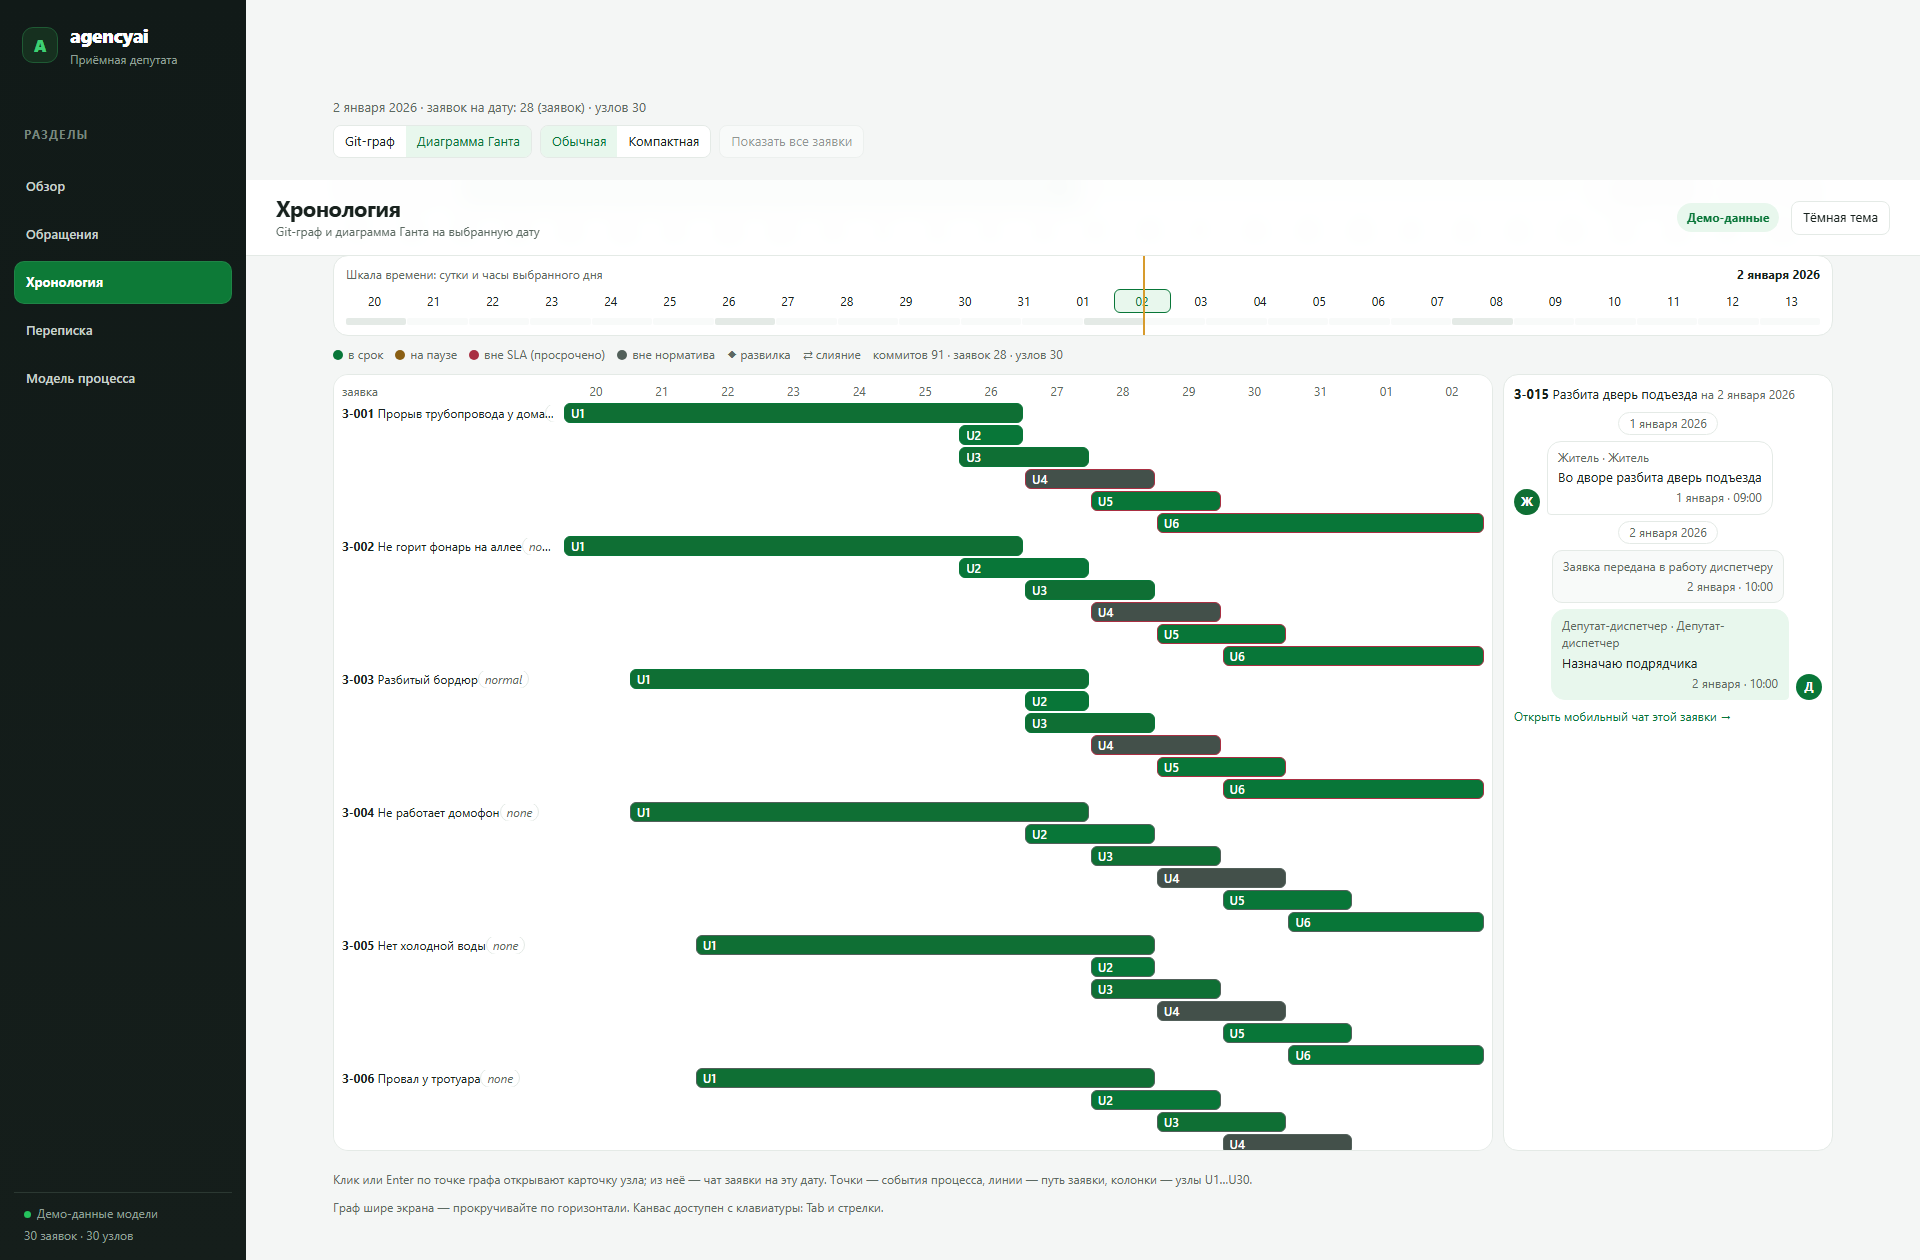 A
agencyai
Приёмная депутата
РАЗДЕЛЫ
Обзор
Обращения
Хронология
Переписка
Модель процесса
Демо-данные модели
30 заявок · 30 узлов
2 января 2026 · заявок на дату: 28 (заявок) · узлов 30
Git-граф Диаграмма Ганта Обычная Компактная Показать все заявки
Хронология
Git-граф и диаграмма Ганта на выбранную дату
Демо-данные Тёмная тема
Шкала времени: сутки и часы выбранного дня 2 января 2026
20 21 22 23 24 25 26 27 28 29 30 31 01 02 03 04 05 06 07 08 09 10 11 12 13
в срок на паузе вне SLA (просрочено) вне норматива ◆ развилка ⇄ слияние коммитов 91 · заявок 28 · узлов 30
заявка 20 21 22 23 24 25 26 27 28 29 30 31 01 02
З-001 Прорыв трубопровода у дома... U1
U2
U3
U4
U5
U6
З-002 Не горит фонарь на аллее no... U1
U2
U3
U4
U5
U6
З-003 Разбитый бордюр normal U1
U2
U3
U4
U5
U6
З-004 Не работает домофон none U1
U2
U3
U4
U5
U6
З-005 Нет холодной воды none U1
U2
U3
U4
U5
U6
З-006 Провал у тротуара none U1
U2
U3
U4
З-015 Разбита дверь подъезда на 2 января 2026
1 января 2026
Житель · Житель
Во дворе разбита дверь подъезда
1 января · 09:00
Ж
2 января 2026
Заявка передана в работу диспетчеру
2 января · 10:00
Депутат-диспетчер · Депутат-
диспетчер
Назначаю подрядчика
2 января · 10:00
Д
Открыть мобильный чат этой заявки →
Клик или Enter по точке графа открывают карточку узла; из неё — чат заявки на эту дату. Точки — события процесса, линии — путь заявки, колонки — узлы U1…U30.
Граф шире экрана — прокручивайте по горизонтали. Канвас доступен с клавиатуры: Tab и стрелки.